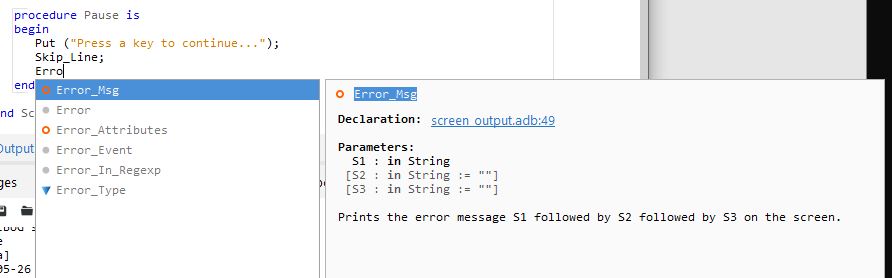 procedure Pause is
begin
Put ("Press a key to continue...");
Skip_Line;
Erro
end
nd Sc
Output
ges
e
a]
05-26
Error_Msg
Error
Error_Attributes
Error_Event
Error_In_Regexp
Error_Type
Error_Msg
Declaration: screen_output.adb:49
Parameters:
S1 : in String
[S2 : in String := ""]
[S3 : in String := ""]
Prints the error message S1 followed by S2 followed by S3 on the screen.